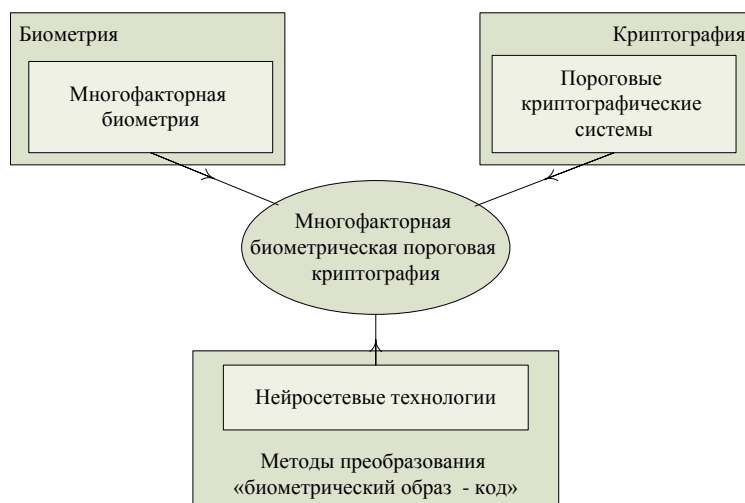 Биометрия
Многофакторная
биометрия
Криптография
Пороговые
криптографические
системы
Многофакторная
биометрическая пороговая
криптография
Нейросетевые технологии
Методы преобразования
«биометрический образ - код»